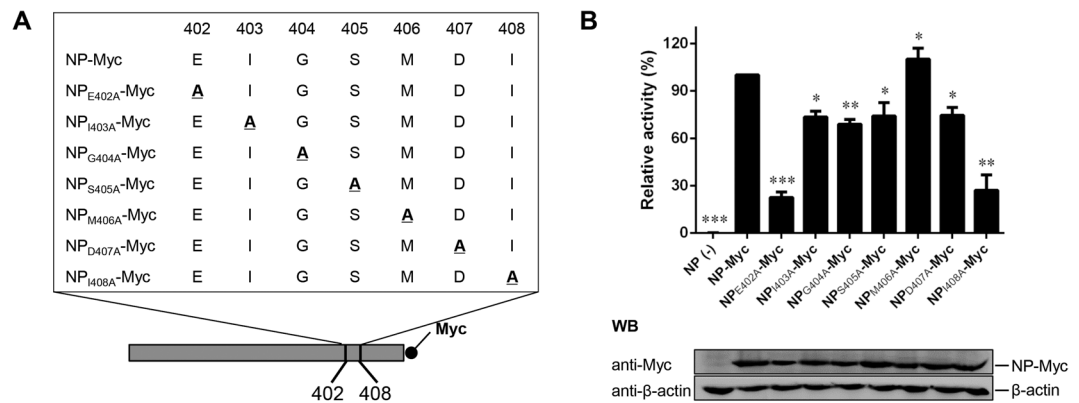 A
402 403 404 405 406 407 408
NP-Myc E I G S M D I
NPE402A-Myc A I G S M D I
NPI403A-Myc E A G S M D I
NPG404A-Myc E I A S M D I
NPS405A-Myc E I G A M D I
NPM406A-Myc E I G S A D I
NPD407A-Myc E I G S M A I
NPI408A-Myc E I G S M D A
Myc
402 408
B
Relative activity (%)
120
90
60
30
0
*** *** * ** * * * **
NP (-)
NP-Myc
NPE402A-Myc
NPI403A-Myc
NPG404A-Myc
NPS405A-Myc
NPM406A-Myc
NPD407A-Myc
NPI408A-Myc
WB
anti-Myc NP-Myc
anti-β-actin β-actin